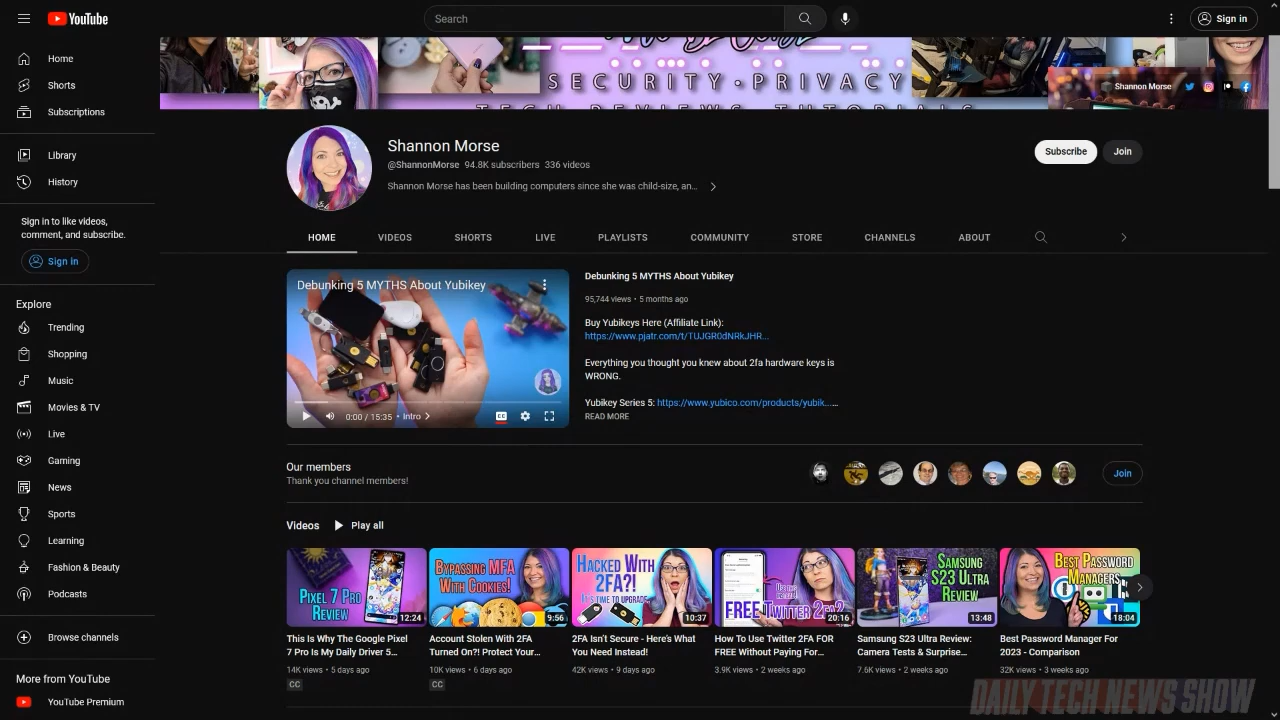 YouTube
Search
Sign in
Home
Shorts
Subscriptions
Library
History
Sign in to like videos,
comment, and subscribe.
Sign in
Explore
Trending
Shopping
Music
Movies & TV
Live
Gaming
News
Sports
Learning
Fashion & Beauty
Podcasts
Browse channels
More from YouTube
YouTube Premium
SECURITY • PRIVACY
TECH REVIEWS TUTORIALS
Shannon Morse
Shannon Morse
@ShannonMorse 94.8K subscribers 336 videos
Shannon Morse has been building computers since she was child-size, an...
Subscribe
Join
HOME
VIDEOS
SHORTS
LIVE
PLAYLISTS
COMMUNITY
STORE
CHANNELS
ABOUT
Debunking 5 MYTHS About Yubikey
0:00 / 15:35 • Intro
CC
Debunking 5 MYTHS About Yubikey
95,744 views • 5 months ago
Buy Yubikeys Here (Affiliate Link):
https://www.pjatr.com/t/TUJGR0dNRkJHR...
Everything you thought you knew about 2fa hardware keys is
WRONG.
Yubikey Series 5: https://www.yubico.com/products/yubik......
READ MORE
Our members
Thank you channel members!
Join
Videos
Play all
PIXEL 7 PRO
REVIEW
12:24
This Is Why The Google Pixel
7 Pro Is My Daily Driver 5...
14K views • 5 days ago
CC
BYPASSING MFA
WITH COOKIES!
9:56
Account Stolen With 2FA
Turned On?! Protect Your...
10K views • 6 days ago
CC
HACKED WITH
2FA?!
IT'S TIME TO UPGRADE
10:37
2FA Isn't Secure - Here's What
You Need Instead!
42K views • 9 days ago
FREE TWITTER 2FA?
20:16
How To Use Twitter 2FA FOR
FREE Without Paying For...
3.9K views • 2 weeks ago
SAMSUNG
S23 ULTRA
REVIEW
13:48
Samsung S23 Ultra Review:
Camera Tests & Surprise...
7.6K views • 2 weeks ago
BEST PASSWORD
MANAGERS
18:04
Best Password Manager For
2023 - Comparison
32K views • 3 weeks ago
DAILY TECH NEWS SHOW